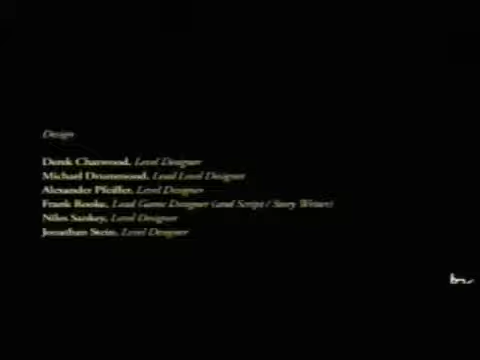 Design
Derek Chatwood, Level Designer
Michael Drummond, Lead Level Designer
Alexander Pfeiffer, Level Designer
Frank Rooke, Lead Game Designer (and Script / Story Writer)
Niles Sankey, Level Designer
Jonathan Stein, Level Designer